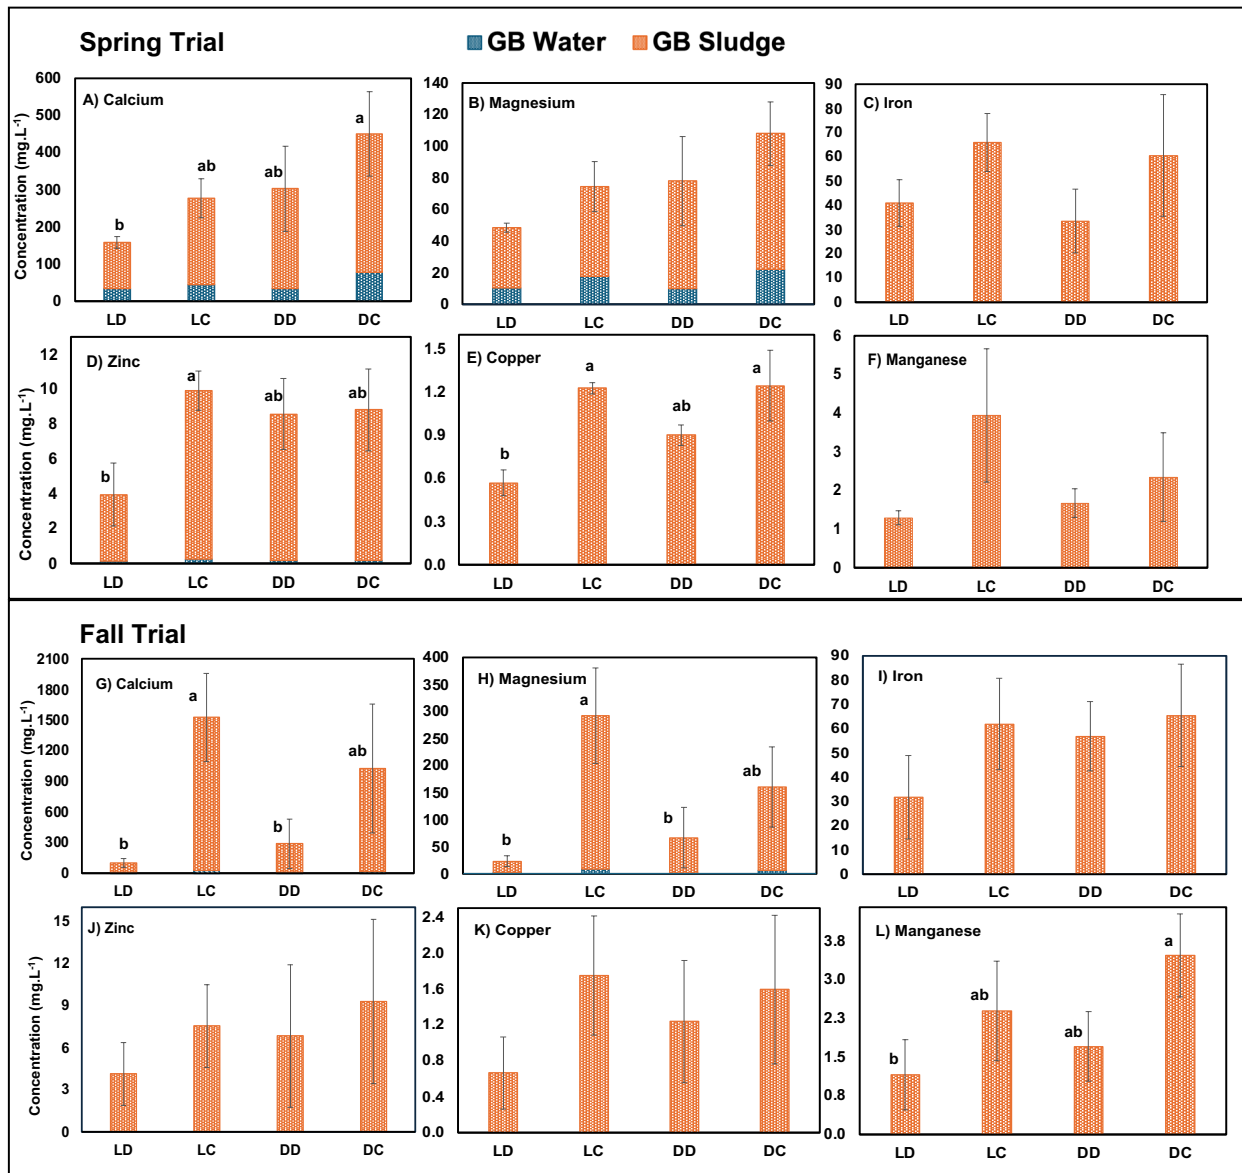 Spring Trial
GB Water GB Sludge
A) Calcium
Concentration (mg.L-1)
600
500
400
300
200
100
0
b
ab
ab
a
LD LC DD DC
B) Magnesium
140
120
100
80
60
40
20
0
LD LC DD DC
C) Iron
90
80
70
60
50
40
30
20
10
0
LD LC DD DC
D) Zinc
Concentration (mg.L-1)
12
10
8
6
4
2
0
b
a
ab
ab
LD LC DD DC
E) Copper
1.5
1.2
0.9
0.6
0.3
0.0
b
a
ab
a
LD LC DD DC
F) Manganese
6
5
4
3
2
1
0
LD LC DD DC
Fall Trial
G) Calcium
Concentration (mg.L-1)
2100
1800
1500
1200
900
600
300
0
b
a
b
ab
LD LC DD DC
H) Magnesium
400
350
300
250
200
150
100
50
0
b
a
b
ab
LD LC DD DC
I) Iron
90
80
70
60
50
40
30
20
10
0
LD LC DD DC
J) Zinc
Concentration (mg.L-1)
15
12
9
6
3
0
LD LC DD DC
K) Copper
2.4
2.0
1.6
1.2
0.8
0.4
0.0
LD LC DD DC
L) Manganese
3.8
3.0
2.3
1.5
0.8
0.0
b
ab
ab
a
LD LC DD DC